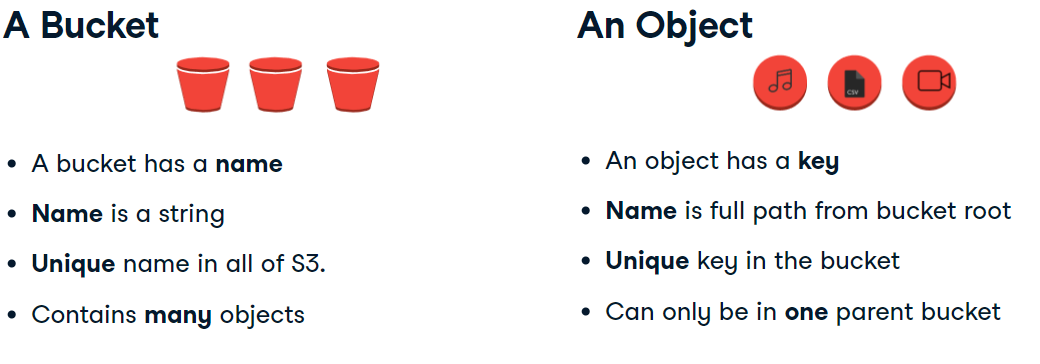 A Bucket
• A bucket has a name
• Name is a string
• Unique name in all of S3.
• Contains many objects
An Object
CSV
• An object has a key
• Name is full path from bucket root
• Unique key in the bucket
• Can only be in one parent bucket